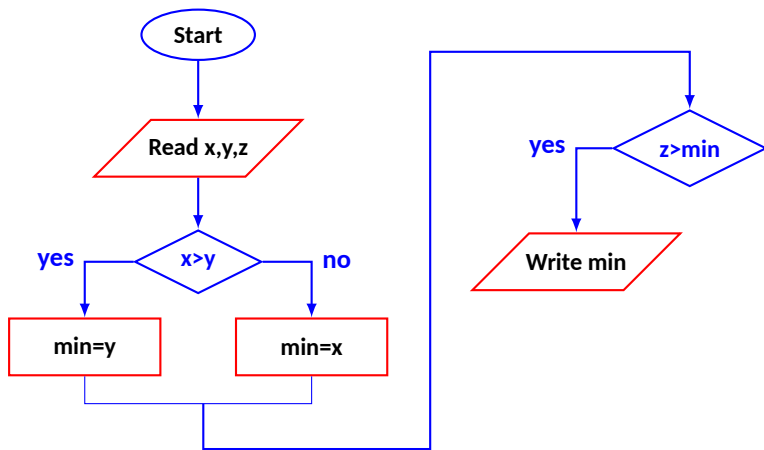 Start
Read x,y,z
x>y
yes
no
min=y
min=x
z>min
yes
Write min